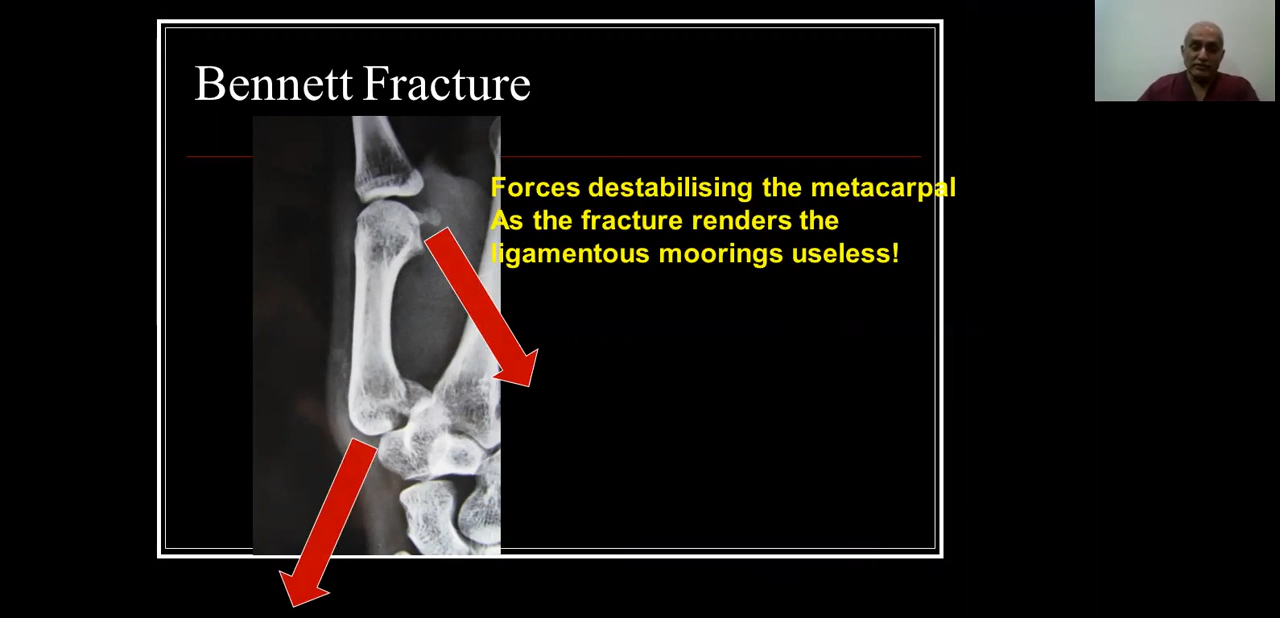 Bennett Fracture
Forces destabilising the metacarpal
As the fracture renders the
ligamentous moorings useless!